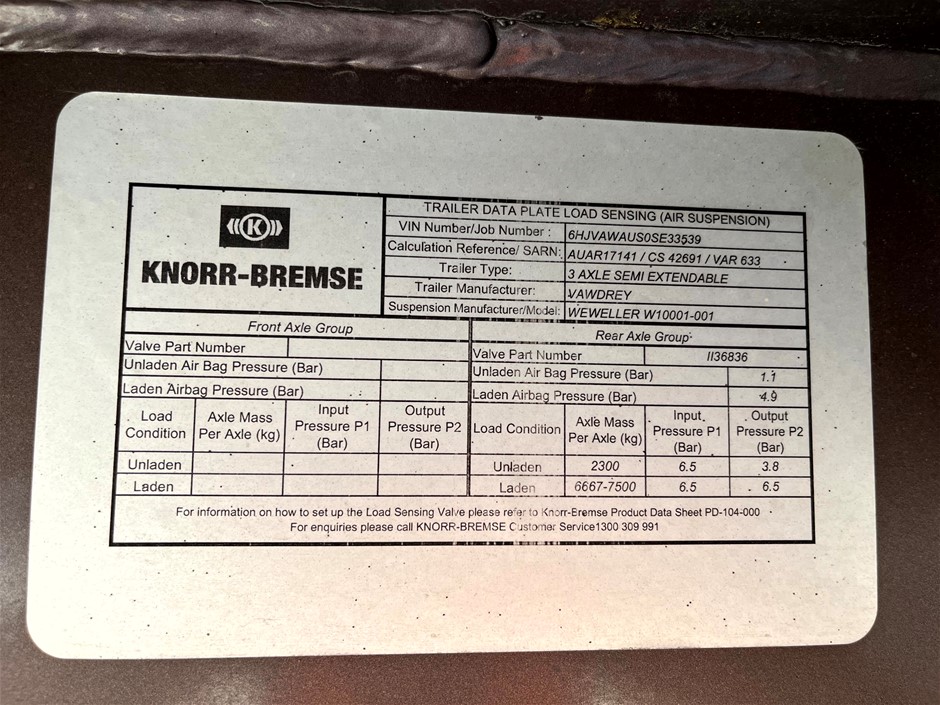 K
KNORR-BREMSE
TRAILER DATA PLATE LOAD SENSING (AIR SUSPENSION)
VIN Number/Job Number : 6HJVAWAUS0SE33539
Calculation Reference/ SARN: AUAR17141 / CS 42691 / VAR 633
Trailer Type: 3 AXLE SEMI EXTENDABLE
Trailer Manufacturer: VAWDREY
Suspension Manufacturer/Model: WEWELLER W10001-001
Front Axle Group
Valve Part Number
Unladen Air Bag Pressure (Bar)
Laden Airbag Pressure (Bar)
Load Condition Axle Mass Per Axle (kg) Input Pressure P1 (Bar) Output Pressure P2 (Bar)
Unladen
Laden
Rear Axle Group
Valve Part Number II36836
Unladen Air Bag Pressure (Bar) 1.1
Laden Airbag Pressure (Bar) 4.9
Load Condition Axle Mass Per Axle (kg) Input Pressure P1 (Bar) Output Pressure P2 (Bar)
Unladen 2300 6.5 3.8
Laden 6667-7500 6.5 6.5
For information on how to set up the Load Sensing Valve please refer to Knorr-Bremse Product Data Sheet PD-104-000
For enquiries please call KNORR-BREMSE Customer Service1300 309 991